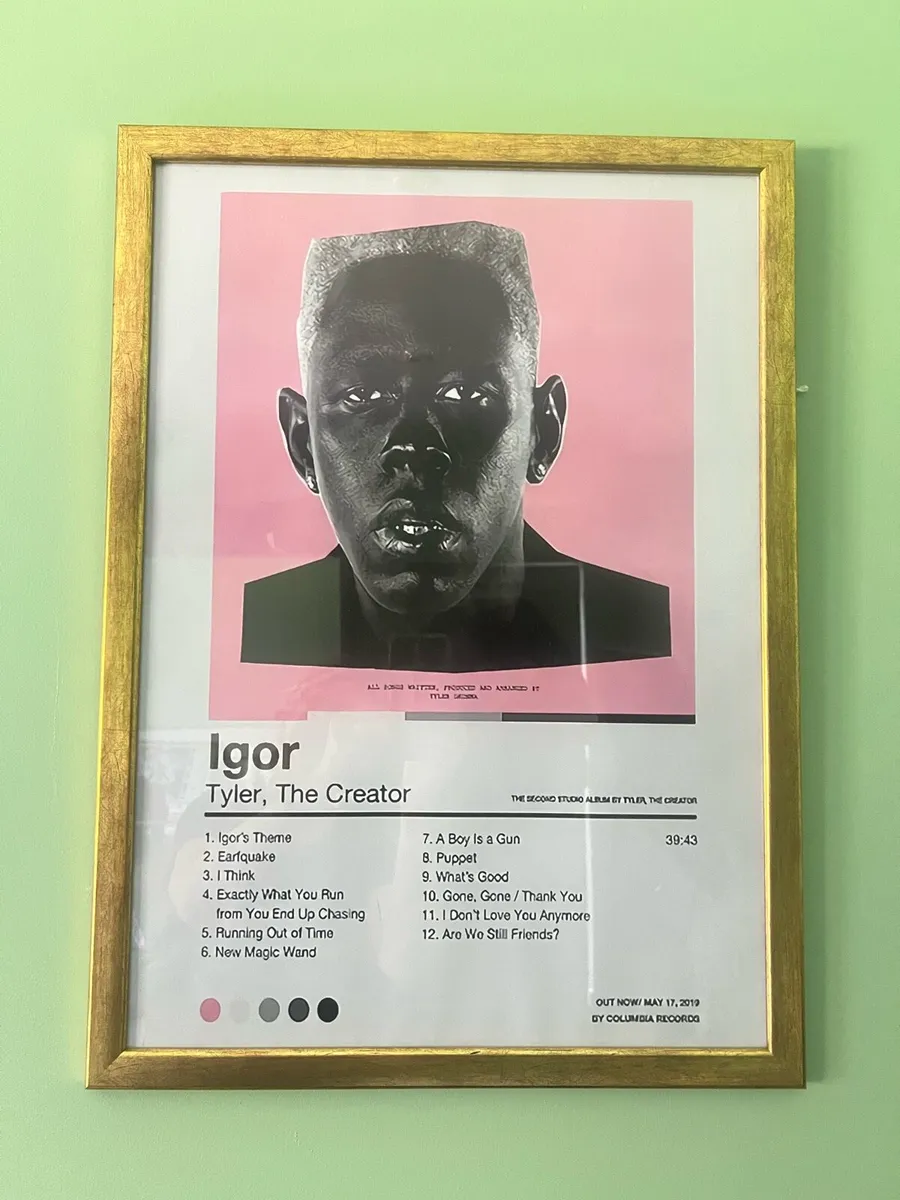 ALL SONGS WRITTEN, PRODUCED AND ARRANGED BY
TYLER OKONMA
Igor
Tyler, The Creator
THE SECOND STUDIO ALBUM BY TYLER, THE CREATOR
1. Igor's Theme
2. Earfquake
3. I Think
4. Exactly What You Run
from You End Up Chasing
5. Running Out of Time
6. New Magic Wand
7. A Boy Is a Gun
8. Puppet
9. What's Good
10. Gone, Gone / Thank You
11. I Don't Love You Anymore
12. Are We Still Friends?
39:43
OUT NOW/ MAY 17, 2019
BY COLUMBIA RECORDS